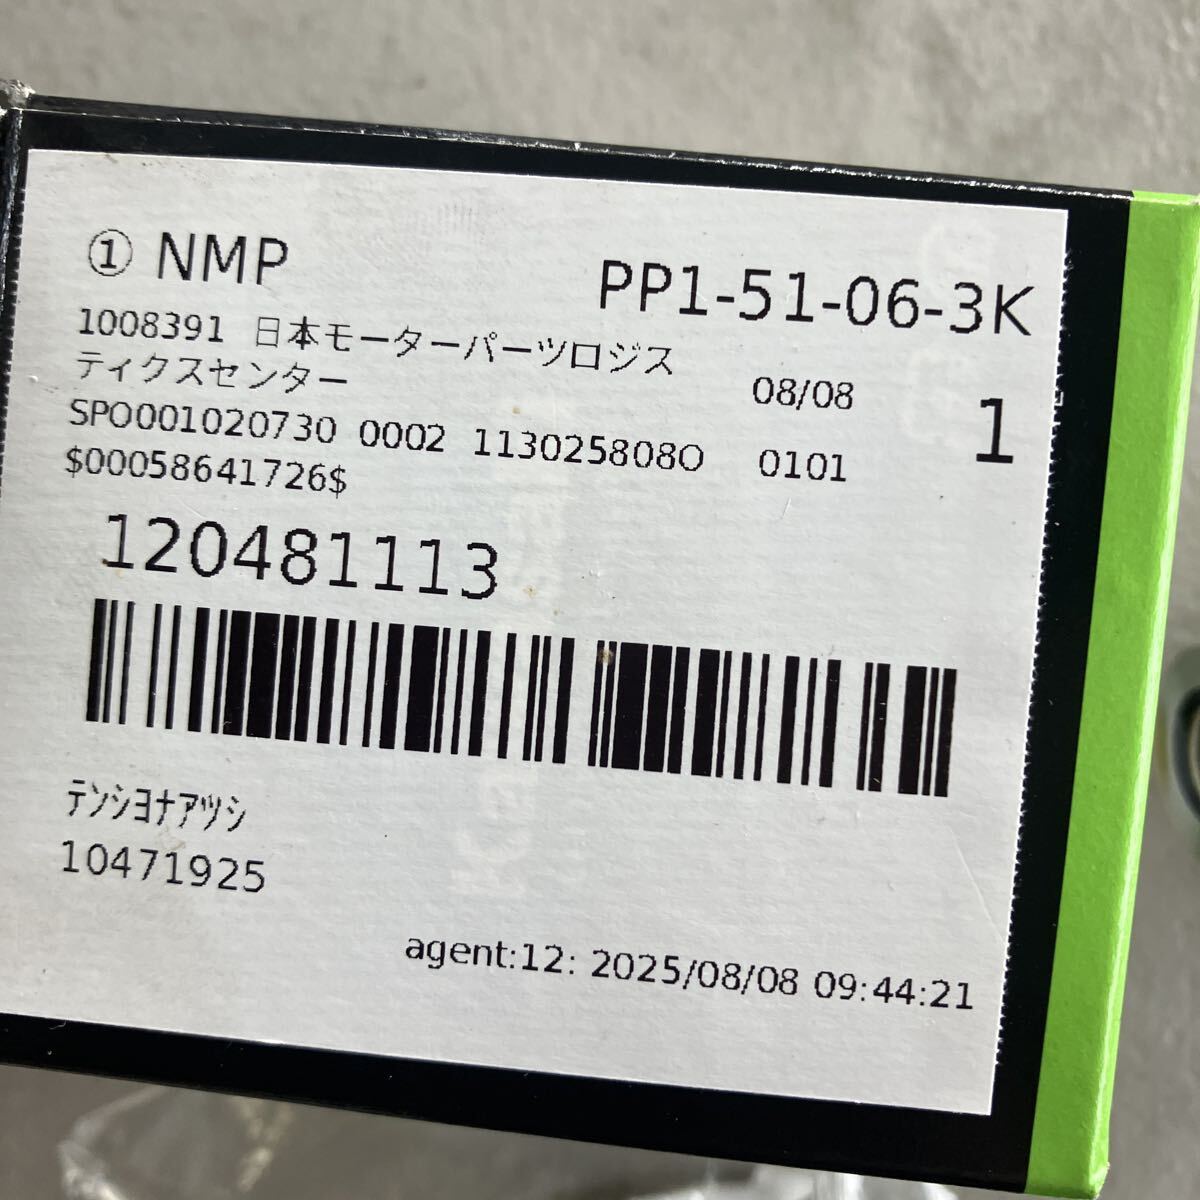 ① NMP
PP1-51-06-3K
1008391 日本モーターパーツロジス
ティクスセンター
08/08
1
SPO001020730 0002 1130258080 0101
$00058641726$
120481113
ﾃﾝｼﾖﾅｱﾂｼ
10471925
agent:12: 2025/08/08 09:44:21